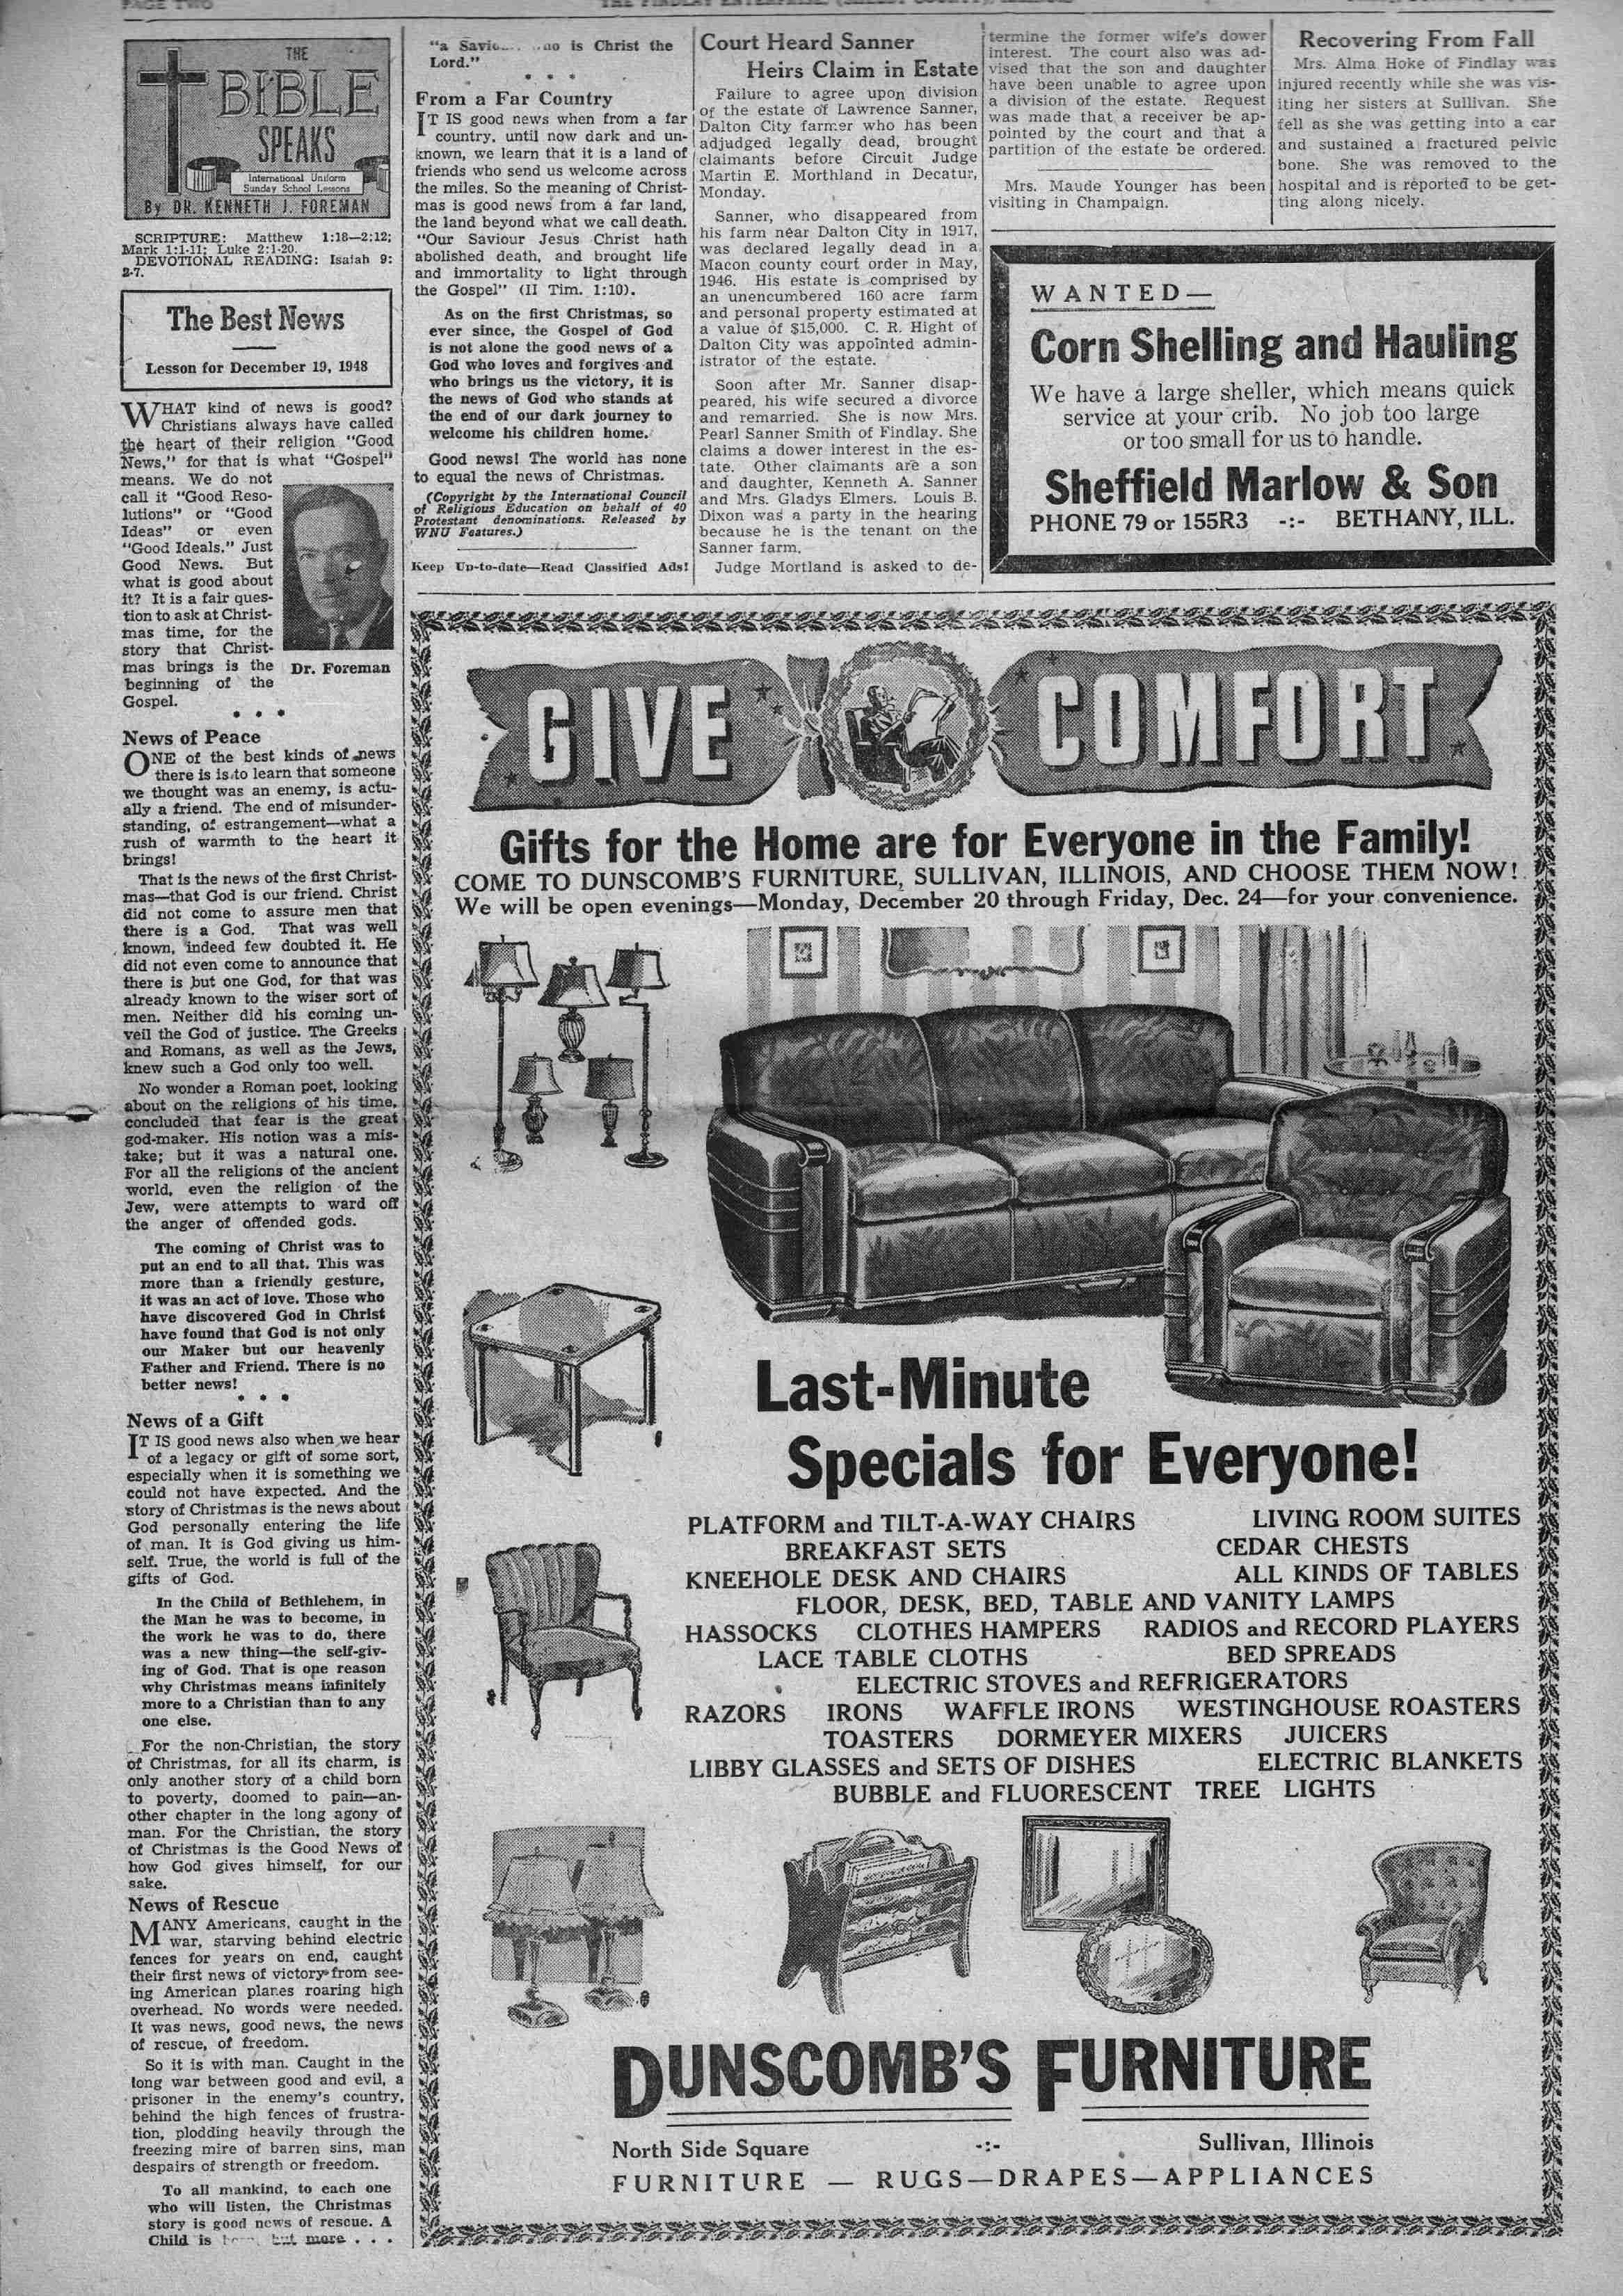 PAGE TWO
THE FINDLAY ENTERPRISE (SHELBY COUNTY), ILLINOIS
THE
BIBLE
SPEAKS
International Uniform
Sunday School Lessons
By DR. KENNETH J. FOREMAN
SCRIPTURE: Matthew 1:18—2:12;
Mark 1:1-11; Luke 2:1-20.
DEVOTIONAL READING: Isaiah 9:
2-7.
The Best News
Lesson for December 19, 1948
WHAT kind of news is good?
Christians always have called
the heart of their religion "Good
News," for that is what "Gospel"
means. We do not
call it "Good Reso-
lutions" or "Good
Ideas" or even
"Good Ideals." Just
Good News. But
what is good about
it? It is a fair ques-
tion to ask at Christ-
mas time, for the
story that Christ-
mas brings is the
beginning of the
Gospel.
Dr. Foreman
• • •
News of Peace
ONE of the best kinds of news
there is is to learn that someone
we thought was an enemy, is actu-
ally a friend. The end of misunder-
standing, of estrangement—what a
rush of warmth to the heart it
brings!
That is the news of the first Christ-
mas—that God is our friend. Christ
did not come to assure men that
there is a God. That was well
known, indeed few doubted it. He
did not even come to announce that
there is but one God, for that was
already known to the wiser sort of
men. Neither did his coming un-
veil the God of justice. The Greeks
and Romans, as well as the Jews,
knew such a God only too well.
No wonder a Roman poet, looking
about on the religions of his time,
concluded that fear is the great
god-maker. His notion was a mis-
take; but it was a natural one.
For all the religions of the ancient
world, even the religion of the
Jew, were attempts to ward off
the anger of offended gods.
The coming of Christ was to
put an end to all that. This was
more than a friendly gesture,
it was an act of love. Those who
have discovered God in Christ
have found that God is not only
our Maker but our heavenly
Father and Friend. There is no
better news!
• • •
News of a Gift
IT IS good news also when we hear
of a legacy or gift of some sort,
especially when it is something we
could not have expected. And the
story of Christmas is the news about
God personally entering the life
of man. It is God giving us him-
self. True, the world is full of the
gifts of God.
In the Child of Bethlehem, in
the Man he was to become, in
the work he was to do, there
was a new thing—the self-giv-
ing of God. That is one reason
why Christmas means infinitely
more to a Christian than to any
one else.
For the non-Christian, the story
of Christmas, for all its charm, is
only another story of a child born
to poverty, doomed to pain—an-
other chapter in the long agony of
man. For the Christian, the story
of Christmas is the Good News of
how God gives himself, for our
sake.
News of Rescue
MANY Americans, caught in the
war, starving behind electric
fences for years on end, caught
their first news of victory from see-
ing American planes roaring high
overhead. No words were needed.
It was news, good news, the news
of rescue, of freedom.
So it is with man. Caught in the
long war between good and evil, a
prisoner in the enemy's country,
behind the high fences of frustra-
tion, plodding heavily through the
freezing mire of barren sins, man
despairs of strength or freedom.
To all mankind, to each one
who will listen, the Christmas
story is good news of rescue. A
Child is born, but more . . .
"a is Christ the
Lord."
• • •
From a Far Country
IT IS good news when from a far
country, until now dark and un-
known, we learn that it is a land of
friends who send us welcome across
the miles. So the meaning of Christ-
mas is good news from a far land,
the land beyond what we call death.
"Our Saviour Jesus Christ hath
abolished death, and brought life
and immortality to light through
the Gospel" (II Tim. 1:10).
As on the first Christmas, so
ever since, the Gospel of God
is not alone the good news of a
God who loves and forgives and
who brings us the victory, it is
the news of God who stands at
the end of our dark journey to
welcome his children home.
Good news! The world has none
to equal the news of Christmas.
(Copyright by the International Council
of Religious Education on behalf of 40
Protestant denominations. Released by
WNU Features.)
Keep Up-to-date—Read Classified Ads!
Court Heard Sanner
Heirs Claim in Estate
Failure to agree upon division
of the estate of Lawrence Sanner,
Dalton City farmer who has been
adjudged legally dead, brought
claimants before Circuit Judge
Martin E. Morthland in Decatur,
Monday.
Sanner, who disappeared from
his farm near Dalton City in 1917,
was declared legally dead in a
Macon county court order in May,
1946. His estate is comprised by
an unencumbered 160 acre farm
and personal property estimated at
a value of $15,000. C. R. Hight of
Dalton City was appointed admin-
istrator of the estate.
Soon after Mr. Sanner disap-
peared, his wife secured a divorce
and remarried. She is now Mrs.
Pearl Sanner Smith of Findlay. She
claims a dower interest in the es-
tate. Other claimants are a son
and daughter, Kenneth A. Sanner
and Mrs. Gladys Elmers. Louis B.
Dixon was a party in the hearing
because he is the tenant on the
Sanner farm.
Judge Mortland is asked to de-
termine the former wife's dower
interest. The court also was ad-
vised that the son and daughter
have been unable to agree upon
a division of the estate. Request
was made that a receiver be ap-
pointed by the court and that a
partition of the estate be ordered.
Mrs. Maude Younger has been
visiting in Champaign.
Recovering From Fall
Mrs. Alma Hoke of Findlay was
injured recently while she was vis-
iting her sisters at Sullivan. She
fell as she was getting into a car
and sustained a fractured pelvic
bone. She was removed to the
hospital and is reported to be get-
ting along nicely.
WANTED—
Corn Shelling and Hauling
We have a large sheller, which means quick
service at your crib. No job too large
or too small for us to handle.
Sheffield Marlow & Son
PHONE 79 or 155R3 -:- BETHANY, ILL.
GIVE COMFORT
Gifts for the Home are for Everyone in the Family!
COME TO DUNSCOMB'S FURNITURE, SULLIVAN, ILLINOIS, AND CHOOSE THEM NOW!
We will be open evenings—Monday, December 20 through Friday, Dec. 24—for your convenience.
Last-Minute
Specials for Everyone!
PLATFORM and TILT-A-WAY CHAIRS LIVING ROOM SUITES
BREAKFAST SETS CEDAR CHESTS
KNEEHOLE DESK AND CHAIRS ALL KINDS OF TABLES
FLOOR, DESK, BED, TABLE AND VANITY LAMPS
HASSOCKS CLOTHES HAMPERS RADIOS and RECORD PLAYERS
LACE TABLE CLOTHS BED SPREADS
ELECTRIC STOVES and REFRIGERATORS
RAZORS IRONS WAFFLE IRONS WESTINGHOUSE ROASTERS
TOASTERS DORMEYER MIXERS JUICERS
LIBBY GLASSES and SETS OF DISHES ELECTRIC BLANKETS
BUBBLE and FLUORESCENT TREE LIGHTS
DUNSCOMB'S FURNITURE
North Side Square -:- Sullivan, Illinois
FURNITURE — RUGS—DRAPES—APPLIANCES